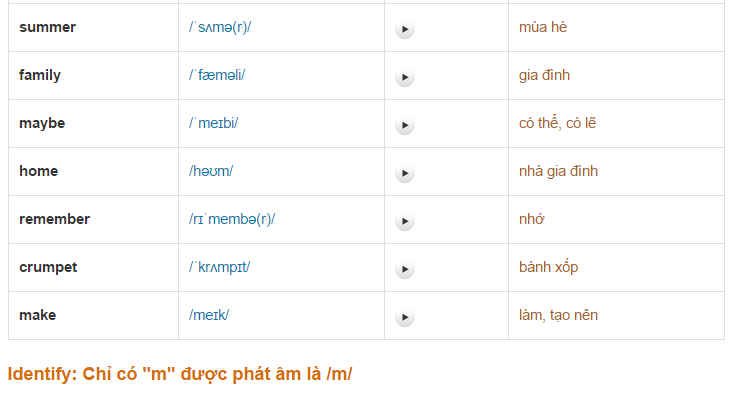 summer /ˈsʌmə(r)/ mùa hè
family /ˈfæməli/ gia đình
maybe /ˈmeɪbi/ có thể, có lẽ
home /həʊm/ nhà gia đình
remember /rɪˈmembə(r)/ nhớ
crumpet /ˈkrʌmpɪt/ bánh xốp
make /meɪk/ làm, tạo nên
Identify: Chỉ có "m" được phát âm là /m/